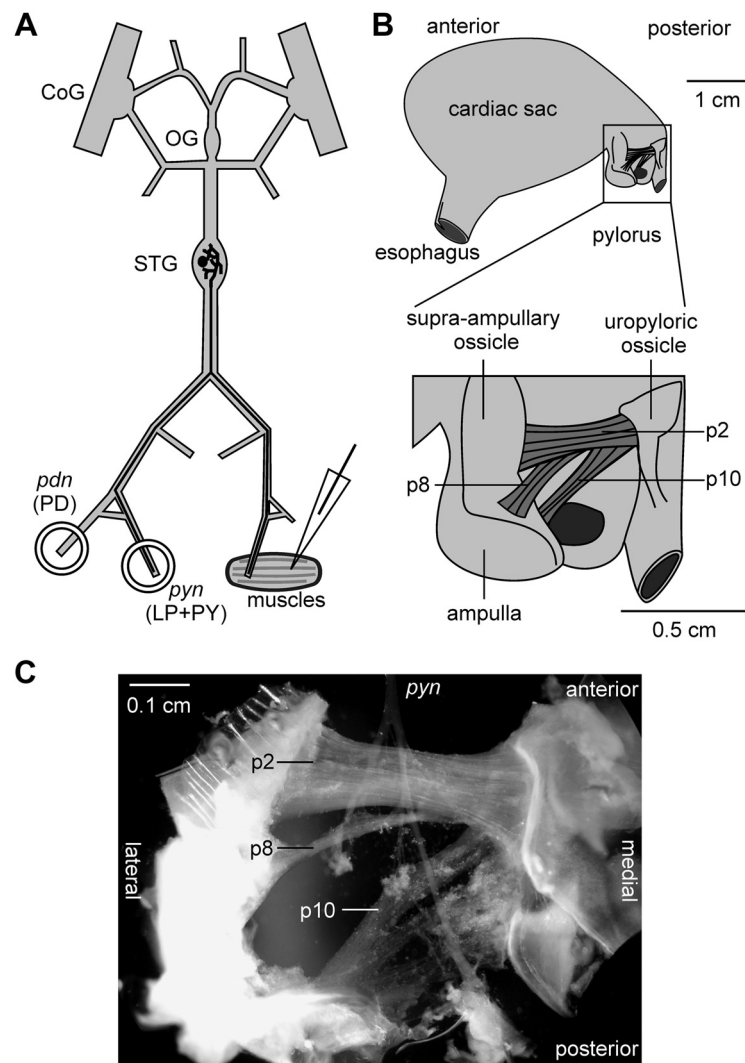 A
CoG
OG
STG
pdn
(PD)
pyn
(LP+PY)
muscles
B
anterior
posterior
1 cm
cardiac sac
esophagus
pylorus
supra-ampullary
ossicle
uropyloric
ossicle
p2
p8
p10
ampulla
0.5 cm
C
0.1 cm
pyn
anterior
p2
p8
lateral
medial
p10
posterior